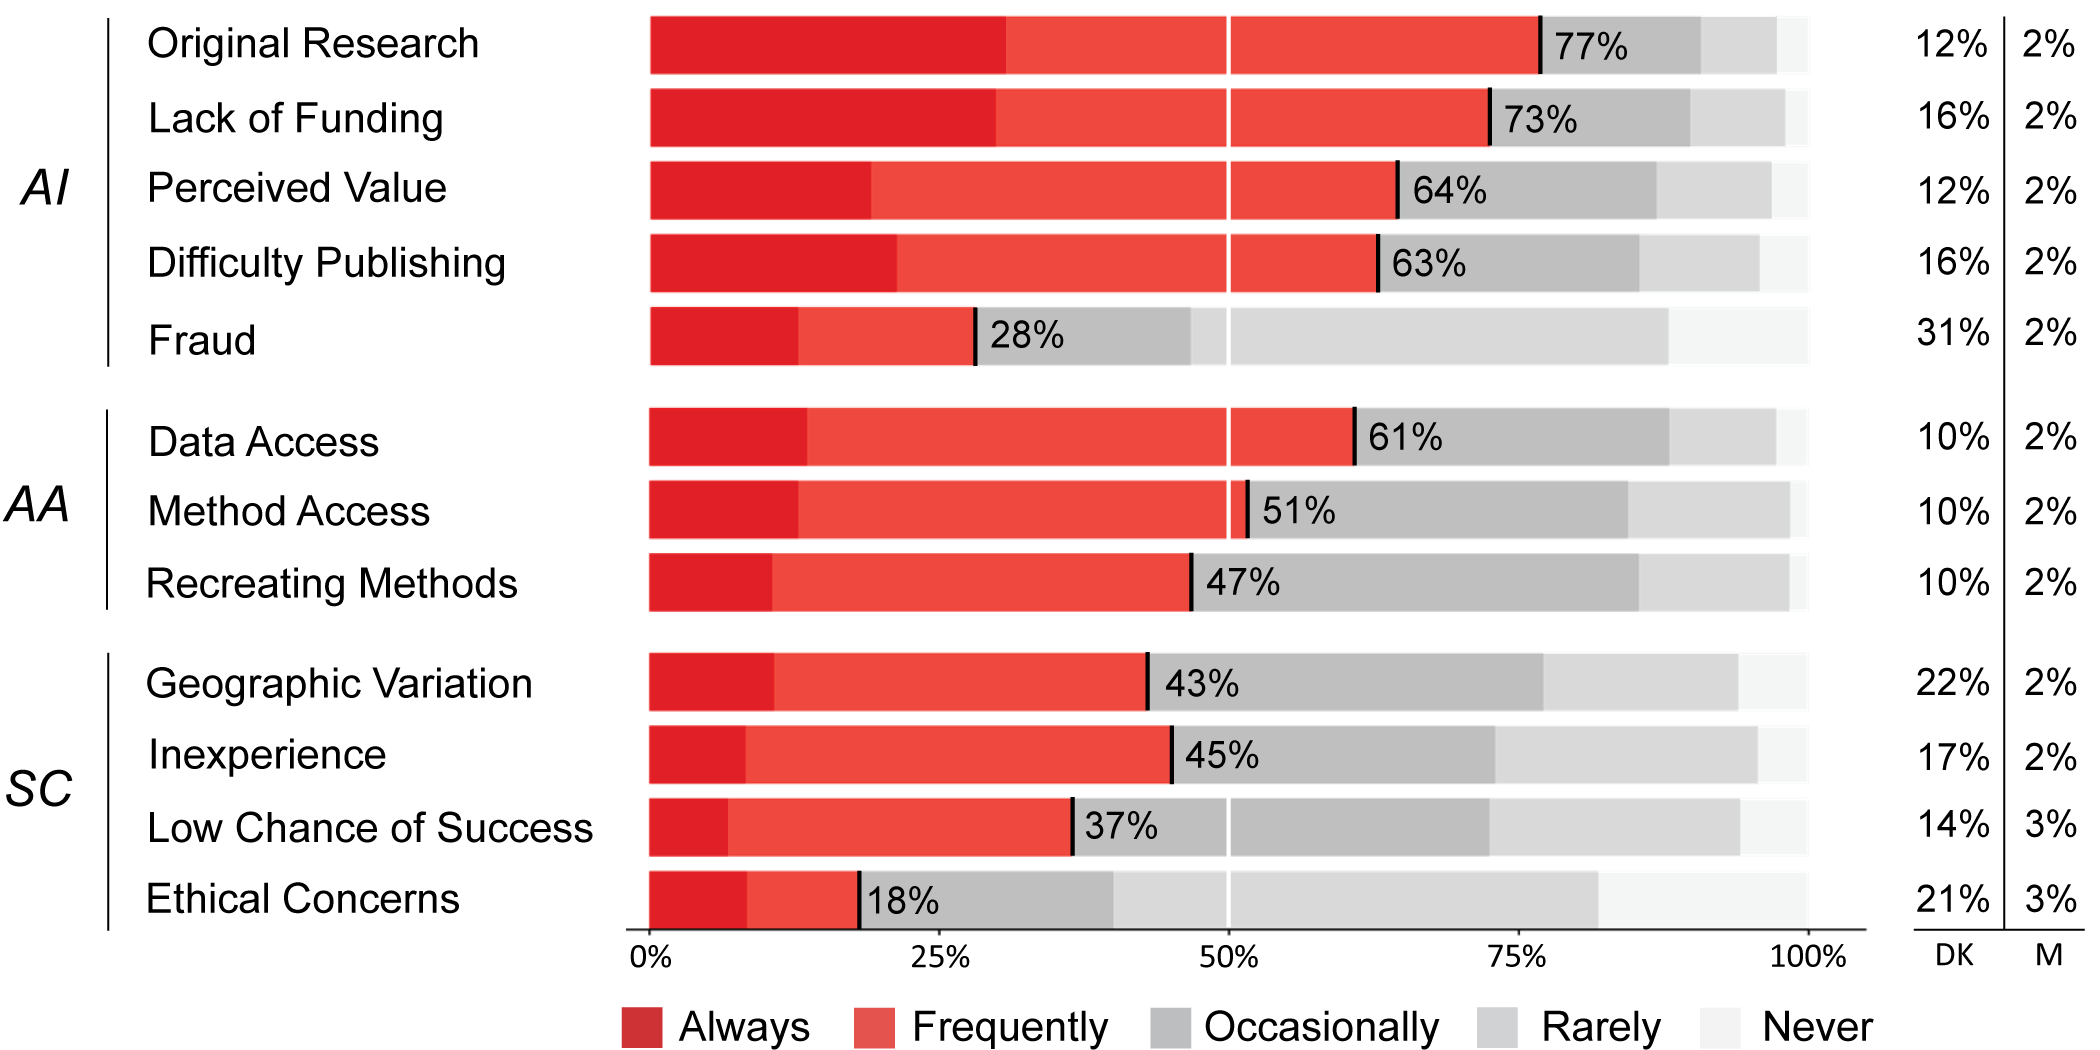 Original Research 77% 12% 2%
Lack of Funding 73% 16% 2%
AI
Perceived Value 64% 12% 2%
Difficulty Publishing 63% 16% 2%
Fraud 28% 31% 2%
Data Access 61% 10% 2%
AA
Method Access 51% 10% 2%
Recreating Methods 47% 10% 2%
Geographic Variation 43% 22% 2%
Inexperience 45% 17% 2%
SC
Low Chance of Success 37% 14% 3%
Ethical Concerns 18% 21% 3%
0% 25% 50% 75% 100% DK M
Always Frequently Occasionally Rarely Never